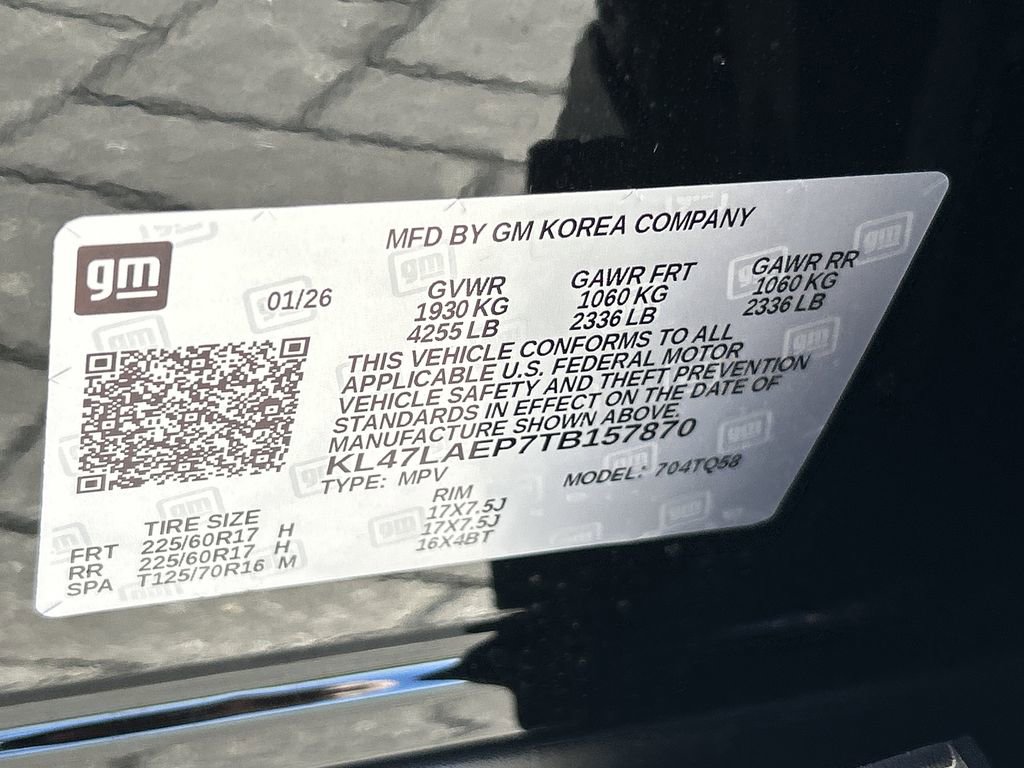 gm
MFD BY GM KOREA COMPANY
01/26
GVWR GAWR FRT GAWR RR
1930 KG 1060 KG 1060 KG
4255 LB 2336 LB 2336 LB
THIS VEHICLE CONFORMS TO ALL
APPLICABLE U.S. FEDERAL MOTOR
VEHICLE SAFETY AND THEFT PREVENTION
STANDARDS IN EFFECT ON THE DATE OF
MANUFACTURE SHOWN ABOVE.
KL47LAEP7TB157870
TYPE: MPV MODEL: 704TQ58
TIRE SIZE RIM
FRT 225/60R17 H 17X7.5J
RR 225/60R17 H 17X7.5J
SPA T125/70R16 M 16X4BT